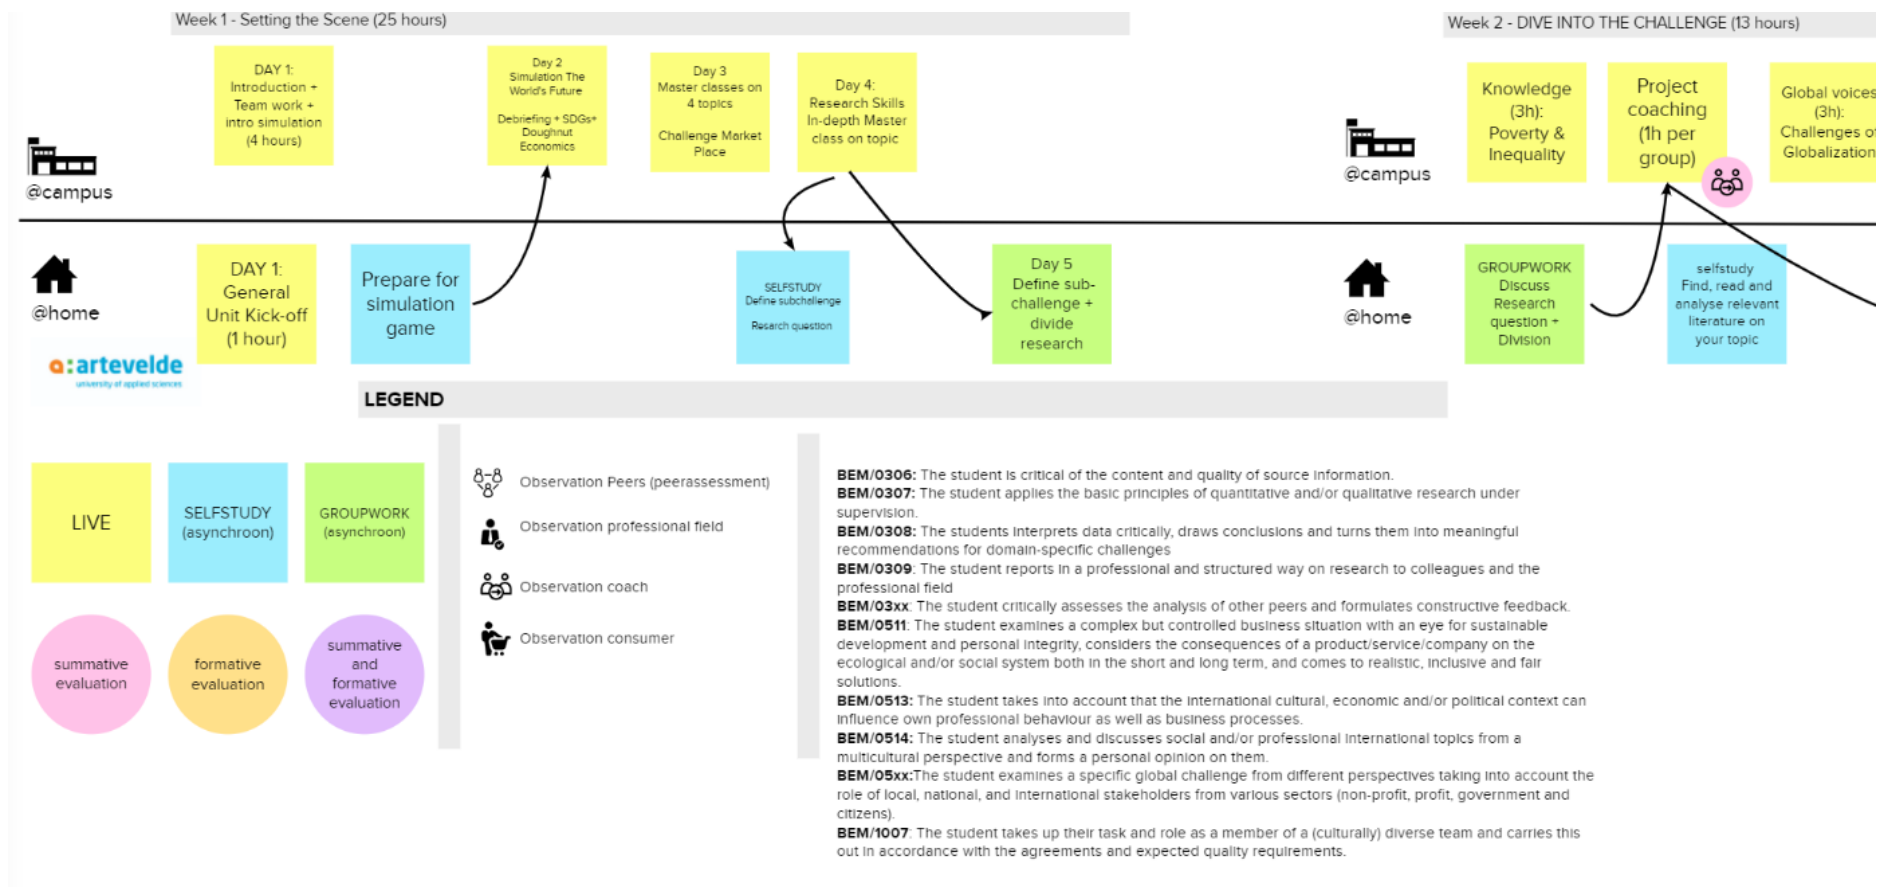 Week 1 - Setting the Scene (25 hours)
Week 2 - DIVE INTO THE CHALLENGE (13 hours)
DAY 1:
Introduction +
Team work +
intro simulation
(4 hours)
Day 2
Simulation The
World's Future
Debriefing + SDGs+
Doughnut
Economics
Day 3
Master classes on
4 topics
Challenge Market
Place
Day 4:
Research Skills
In-depth Master
class on topic
Knowledge
(3h):
Poverty &
Inequality
Project
coaching
(1h per
group)
Global voices
(3h):
Challenges of
Globalization
@campus
@campus
@home
DAY 1:
General
Unit Kick-off
(1 hour)
Prepare for
simulation
game
SELFSTUDY
Define subchallenge
Resarch question
Day 5
Define sub-
challenge +
divide
research
@home
GROUPWORK
Discuss
Research
question +
Division
selfstudy
Find, read and
analyse relevant
literature on
your topic
a:artevelde
university of applied sciences
LEGEND
LIVE
SELFSTUDY
(asynchroon)
GROUPWORK
(asynchroon)
summative
evaluation
formative
evaluation
summative
and
formative
evaluation
Observation Peers (peerassessment)
Observation professional field
Observation coach
Observation consumer
BEM/0306: The student is critical of the content and quality of source information.
BEM/0307: The student applies the basic principles of quantitative and/or qualitative research under
supervision.
BEM/0308: The students interprets data critically, draws conclusions and turns them into meaningful
recommendations for domain-specific challenges
BEM/0309: The student reports in a professional and structured way on research to colleagues and the
professional field
BEM/03xx: The student critically assesses the analysis of other peers and formulates constructive feedback.
BEM/0511: The student examines a complex but controlled business situation with an eye for sustainable
development and personal integrity, considers the consequences of a product/service/company on the
ecological and/or social system both in the short and long term, and comes to realistic, inclusive and fair
solutions.
BEM/0513: The student takes into account that the international cultural, economic and/or political context can
influence own professional behaviour as well as business processes.
BEM/0514: The student analyses and discusses social and/or professional international topics from a
multicultural perspective and forms a personal opinion on them.
BEM/05xx:The student examines a specific global challenge from different perspectives taking into account the
role of local, national, and international stakeholders from various sectors (non-profit, profit, government and
citizens).
BEM/1007: The student takes up their task and role as a member of a (culturally) diverse team and carries this
out in accordance with the agreements and expected quality requirements.